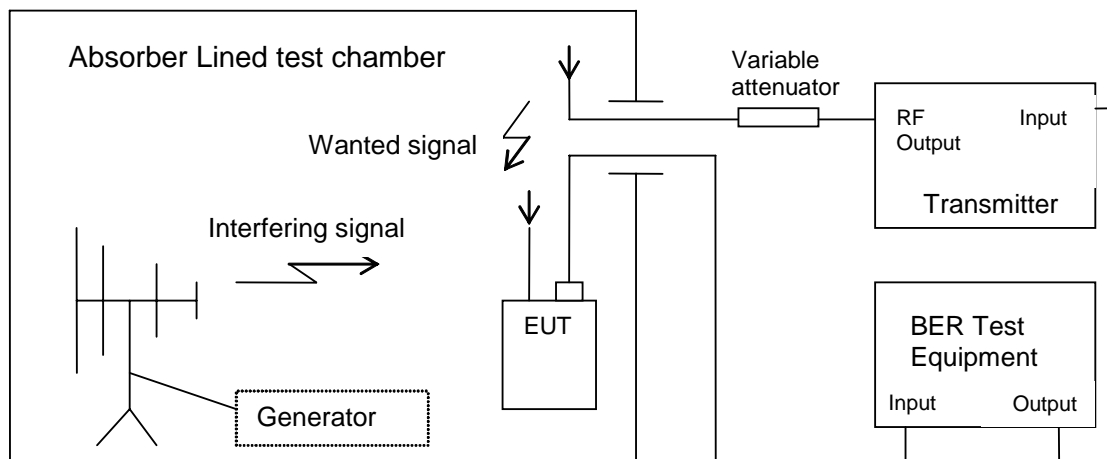 Absorber Lined test chamber
Variable
attenuator
RF
Output
Input
Wanted signal
Transmitter
Interfering signal
EUT
BER Test
Equipment
Generator
Input
Output